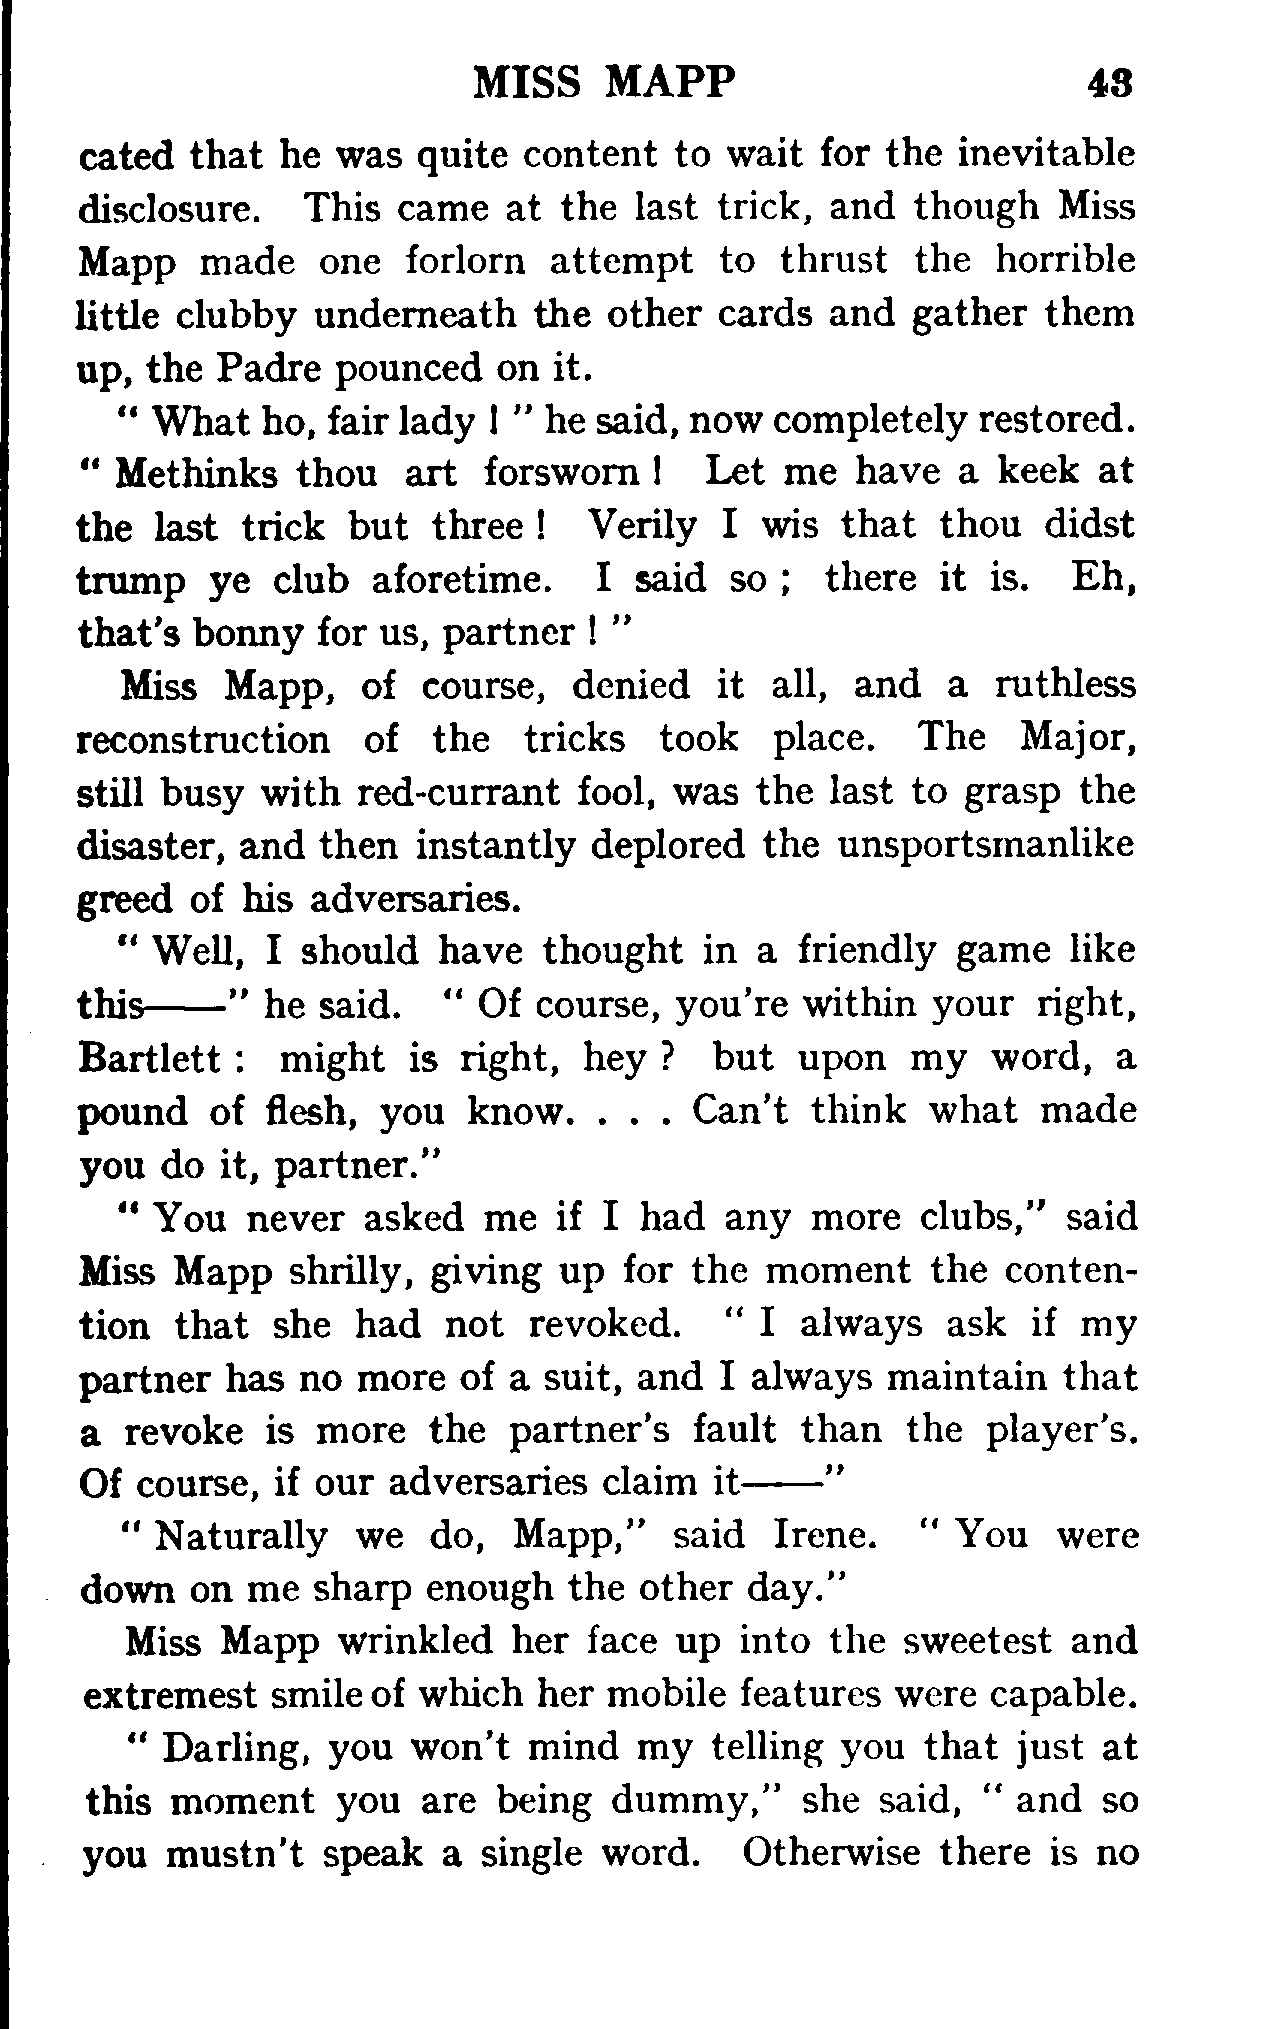 MISS MAPP 43
cated that he was quite content to wait for the inevitable
disclosure. This came at the last trick, and though Miss
Mapp made one forlorn attempt to thrust the horrible
little clubby underneath the other cards and gather them
up, the Padre pounced on it.
" What ho, fair lady ! " he said, now completely restored.
" Methinks thou art forsworn ! Let me have a keek at
the last trick but three ! Verily I wis that thou didst
trump ye club aforetime. I said so ; there it is. Eh,
that's bonny for us, partner ! "
Miss Mapp, of course, denied it all, and a ruthless
reconstruction of the tricks took place. The Major,
still busy with red-currant fool, was the last to grasp the
disaster, and then instantly deplored the unsportsmanlike
greed of his adversaries.
" Well, I should have thought in a friendly game like
this——" he said. " Of course, you're within your right,
Bartlett : might is right, hey ? but upon my word, a
pound of flesh, you know. . . . Can't think what made
you do it, partner."
" You never asked me if I had any more clubs," said
Miss Mapp shrilly, giving up for the moment the conten-
tion that she had not revoked. " I always ask if my
partner has no more of a suit, and I always maintain that
a revoke is more the partner's fault than the player's.
Of course, if our adversaries claim it——"
" Naturally we do, Mapp," said Irene. " You were
down on me sharp enough the other day."
Miss Mapp wrinkled her face up into the sweetest and
extremest smile of which her mobile features were capable.
" Darling, you won't mind my telling you that just at
this moment you are being dummy," she said, " and so
you mustn't speak a single word. Otherwise there is no